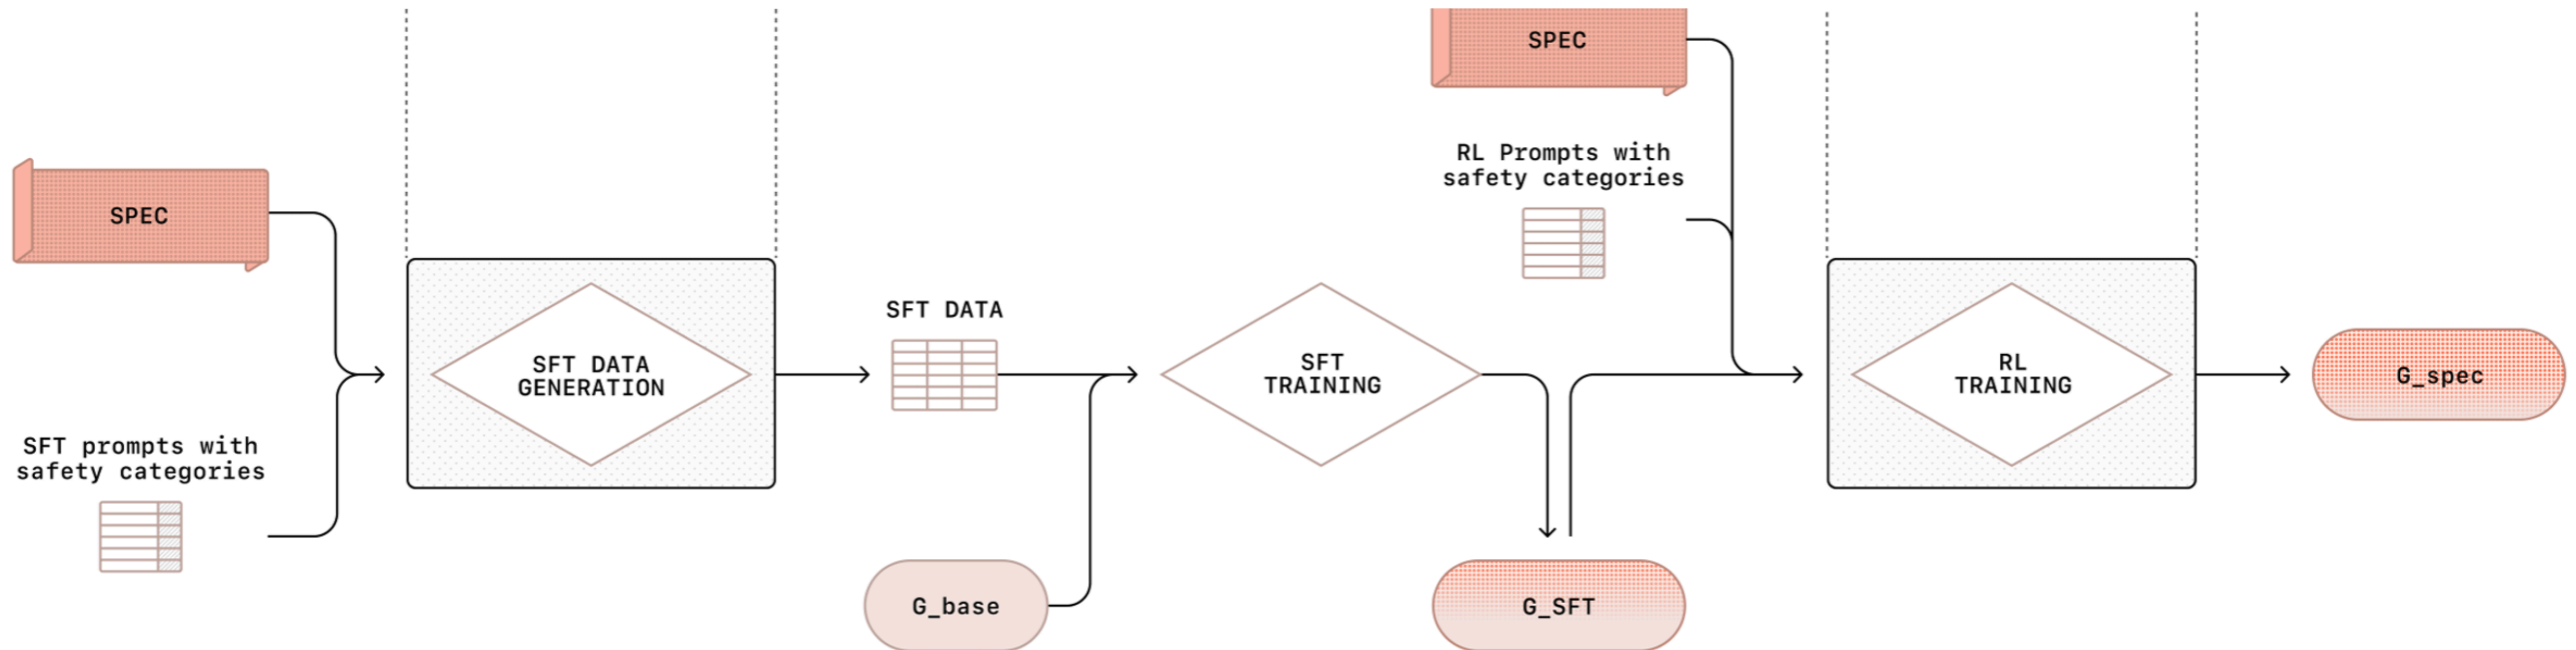 SPEC
SFT prompts with
safety categories
SFT DATA
GENERATION
SFT DATA
G_base
SFT
TRAINING
G_SFT
SPEC
RL Prompts with
safety categories
RL
TRAINING
G_spec